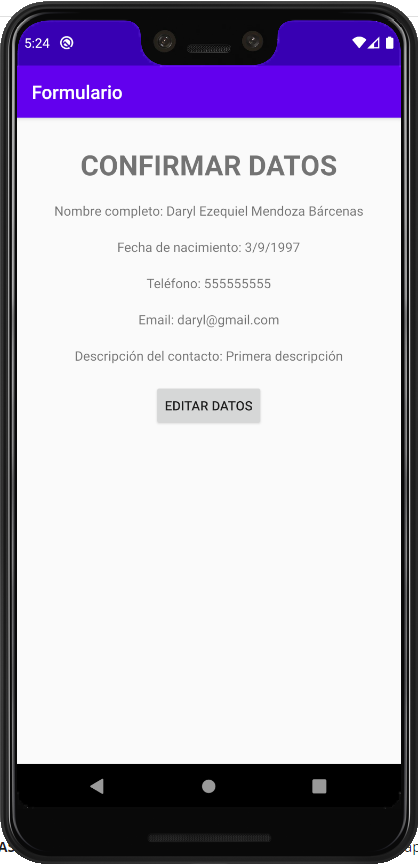 5:24
Formulario
CONFIRMAR DATOS
Nombre completo: Daryl Ezequiel Mendoza Bárcenas
Fecha de nacimiento: 3/9/1997
Teléfono: 555555555
Email: daryl@gmail.com
Descripción del contacto: Primera descripción
EDITAR DATOS